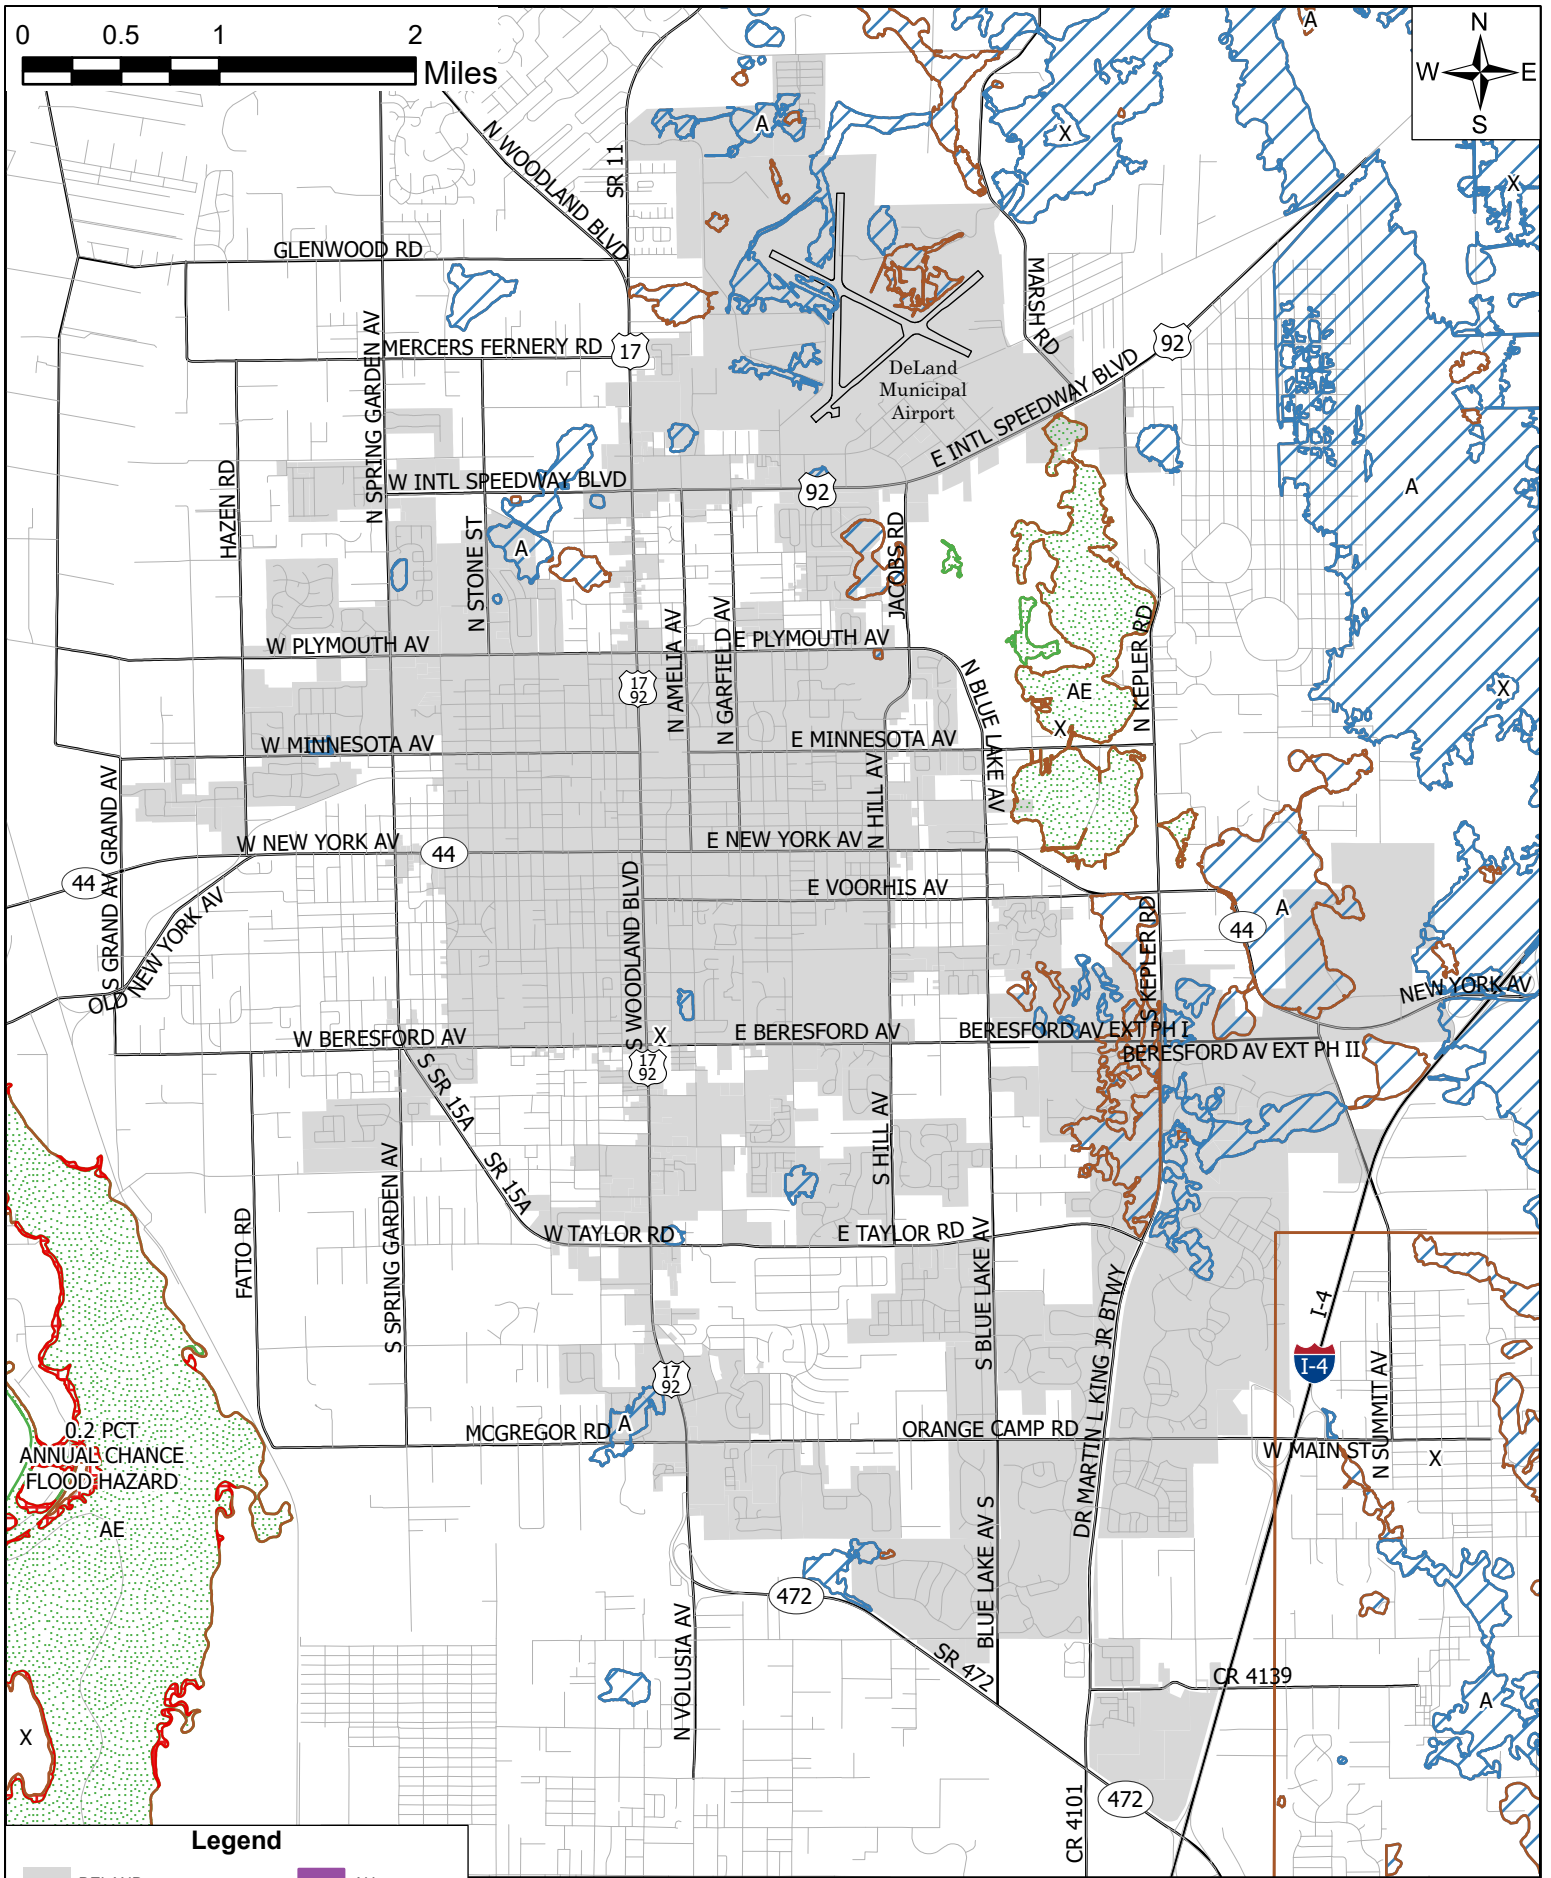 0 0.5 1 2
Miles
N
W E
S
A
N WOODLAND BLVD
SR 11
A
X
X
GLENWOOD RD
MARSH RD
N SPRING GARDEN AV
MERCERS FERNERY RD
17
92
DeLand
Municipal
Airport
E INTL SPEEDWAY BLVD
HAZEN RD
W INTL SPEEDWAY BLVD
92
A
N STONE ST
A
JACOBS RD
N AMELIA AV
N GARFIELD AV
N KEPLER RD
W PLYMOUTH AV
E PLYMOUTH AV
17
92
N BLUE LAKE AV
AE
X
X
W MINNESOTA AV
E MINNESOTA AV
S GRAND AV
GRAND AV
N HILL AV
W NEW YORK AV
44
E NEW YORK AV
44
S WOODLAND BLVD
E VOORHIS AV
S KEPLER RD
A
44
OLD NEW YORK AV
NEW YORK AV
W BERESFORD AV
X
E BERESFORD AV
BERESFORD AV EXT PH I
BERESFORD AV EXT PH II
17
92
S SR 15A
S HILL AV
SR 15A
S SPRING GARDEN AV
FATIO RD
W TAYLOR RD
E TAYLOR RD
S BLUE LAKE AV
DR MARTIN L KING JR BTWY
I-4
I-4
N SUMMIT AV
17
92
0.2 PCT
ANNUAL CHANCE
FLOOD HAZARD
AE
MCGREGOR RD
A
ORANGE CAMP RD
W MAIN ST
X
BLUE LAKE AV S
472
N VOLUSIA AV
SR 472
CR 4139
A
X
CR 4101
472
Legend